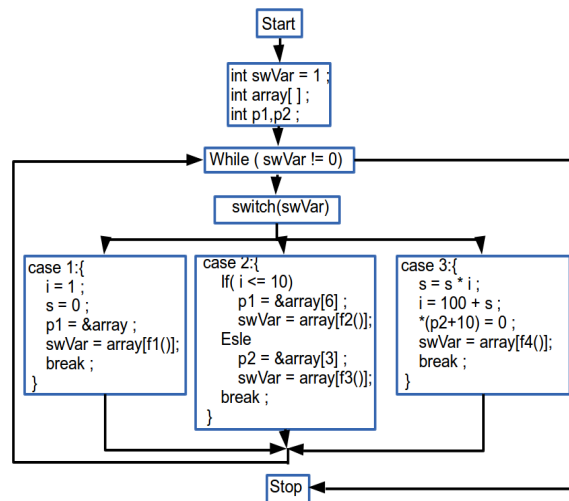 Start
int swVar = 1 ;
int array[ ] ;
int p1,p2 ;
While ( swVar != 0)
switch(swVar)
case 1:{
i = 1 ;
s = 0 ;
p1 = &array ;
swVar = array[f1()];
break ;
}
case 2:{
If( i <= 10)
p1 = &array[6] ;
swVar = array[f2()];
Esle
p2 = &array[3] ;
swVar = array[f3()];
break ;
}
case 3:{
s = s * i ;
i = 100 + s ;
*(p2+10) = 0 ;
swVar = array[f4()];
break ;
}
Stop